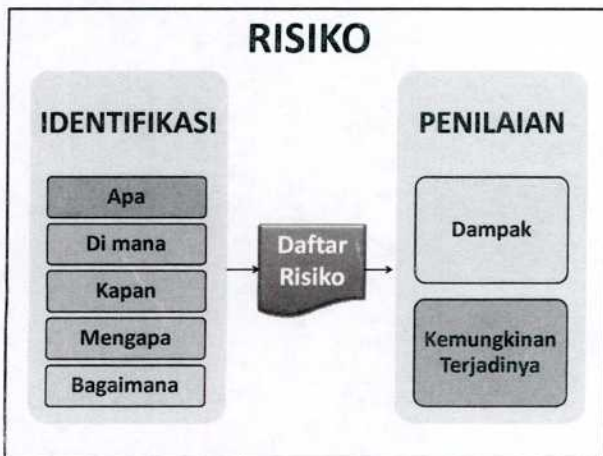 RISIKO
IDENTIFIKASI
Apa
Di mana
Kapan
Mengapa
Bagaimana
Daftar
Risiko
PENILAIAN
Dampak
Kemungkinan
Terjadinya